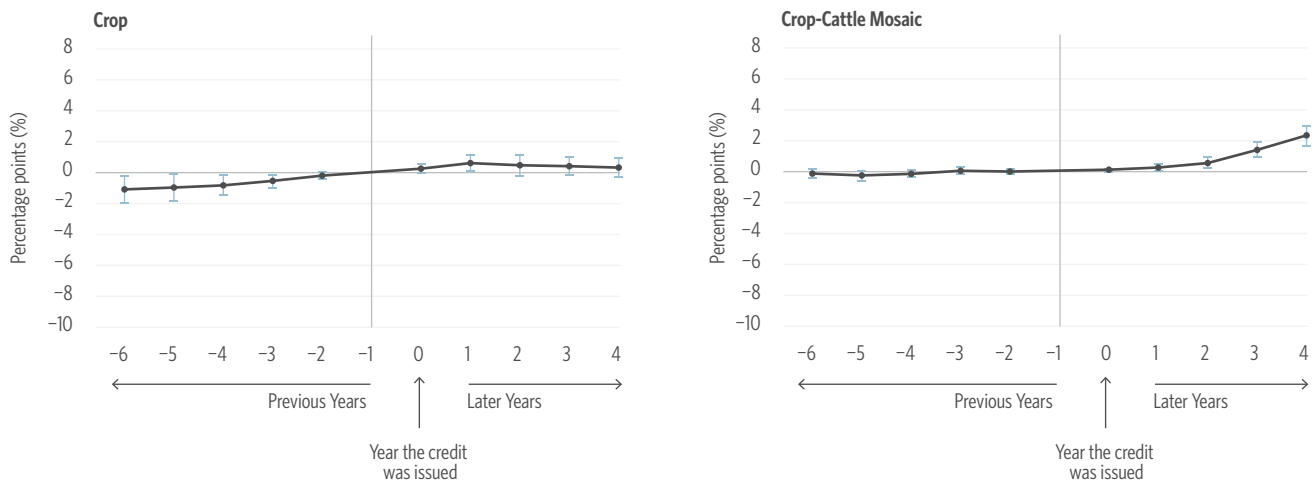 Crop
Percentage points (%)
8
6
4
2
0
−2
−4
−6
−8
−10
−6 −5 −4 −3 −2 −1 0 1 2 3 4
Previous Years Later Years
Year the credit
was issued
Crop-Cattle Mosaic
Percentage points (%)
8
6
4
2
0
−2
−4
−6
−8
−10
−6 −5 −4 −3 −2 −1 0 1 2 3 4
Previous Years Later Years
Year the credit
was issued